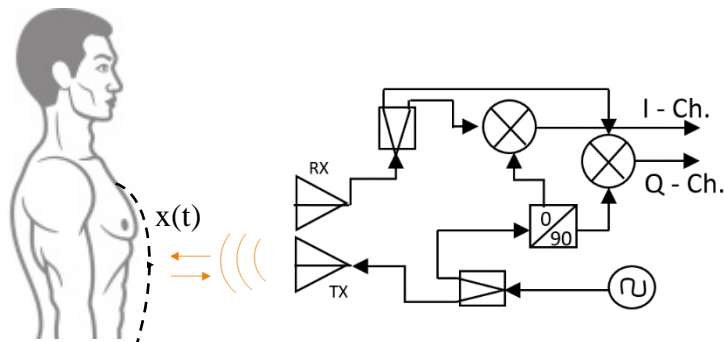 I - Ch.
RX
x(t)
Q - Ch.
0
90
TX